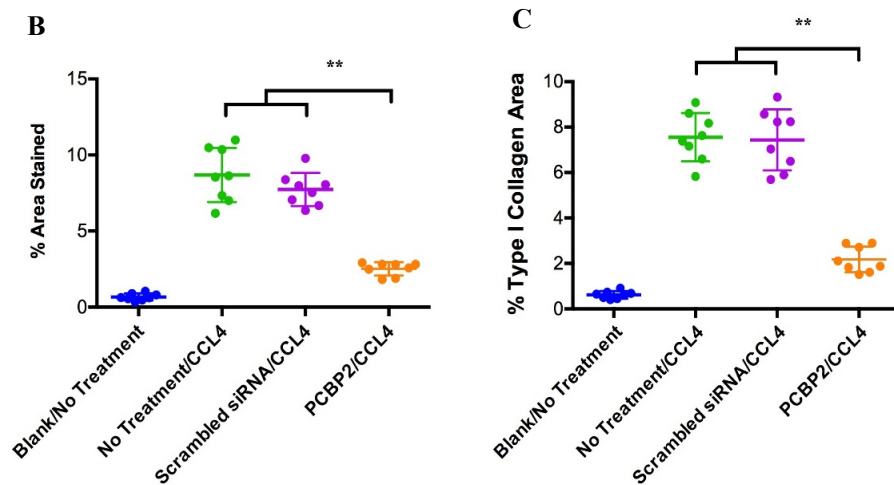 B
**
15
10
5
0
% Area Stained
Blank/No Treatment
No Treatment/CCL4
Scrambled siRNA/CCL4
PCBP2/CCL4
C
**
10
8
6
4
2
0
% Type I Collagen Area
Blank/No Treatment
No Treatment/CCL4
Scrambled siRNA/CCL4
PCBP2/CCL4